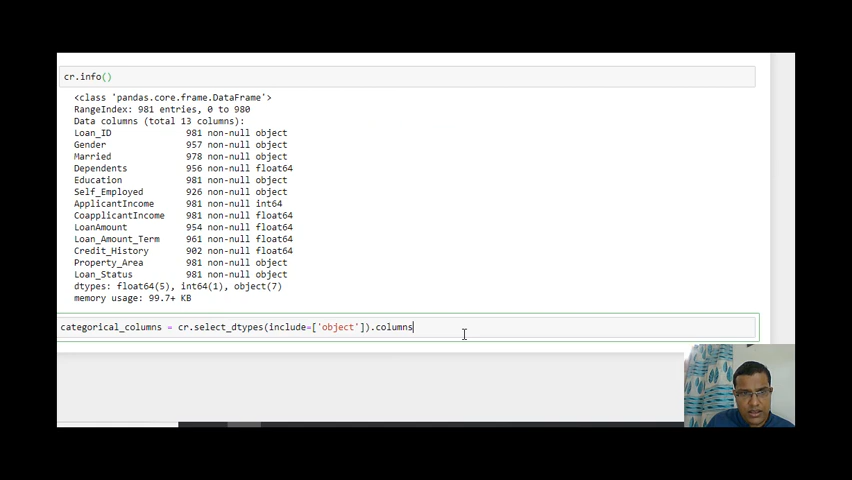 cr.info()
<class 'pandas.core.frame.DataFrame'>
RangeIndex: 981 entries, 0 to 980
Data columns (total 13 columns):
Loan_ID 981 non-null object
Gender 957 non-null object
Married 978 non-null object
Dependents 956 non-null float64
Education 981 non-null object
Self_Employed 926 non-null object
ApplicantIncome 981 non-null int64
CoapplicantIncome 981 non-null float64
LoanAmount 954 non-null float64
Loan_Amount_Term 961 non-null float64
Credit_History 902 non-null float64
Property_Area 981 non-null object
Loan_Status 981 non-null object
dtypes: float64(5), int64(1), object(7)
memory usage: 99.7+ KB
categorical_columns = cr.select_dtypes(include=['object']).columns